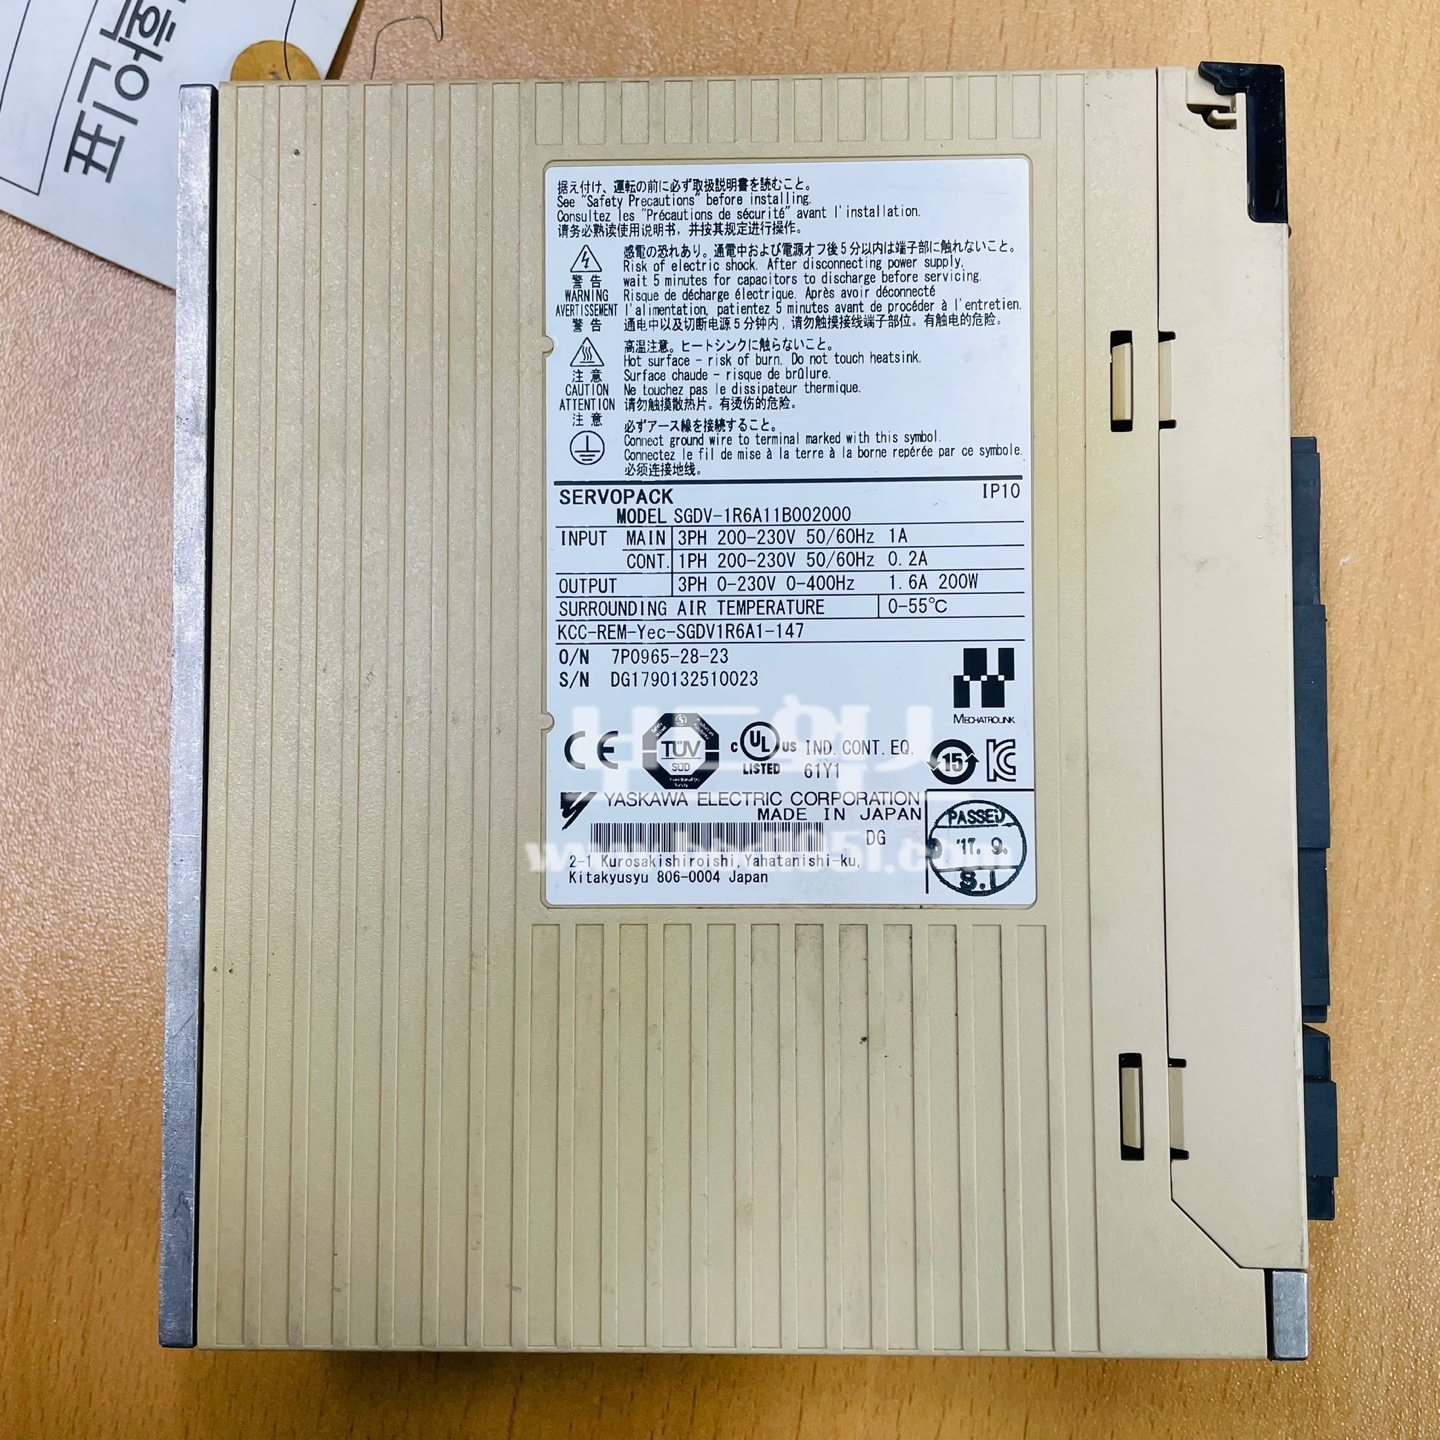 표구어훅
据え付け、運転の前に必ず取扱説明書を読むこと。
See "Safety Precautions" before installing.
Consultez les "Précautions de sécurité" avant l'installation.
请务必熟读使用说明书，并按其规定进行操作。
感電の恐れあり。通電中および電源オフ後5分以内は端子部に触れないこと。
Risk of electric shock. After disconnecting power supply,
警告 wait 5 minutes for capacitors to discharge before servicing.
WARNING Risque de décharge électrique. Après avoir déconnecté
AVERTISSEMENT l'alimentation, patientez 5 minutes avant de procéder à l'entretien.
警告 通电中以及切断电源5分钟内，请勿触摸接线端子部位。有触电的危险。
高温注意。ヒートシンクに触らないこと。
Hot surface - risk of burn. Do not touch heatsink.
注意 Surface chaude - risque de brûlure.
CAUTION Ne touchez pas le dissipateur thermique.
ATTENTION 请勿触摸散热片。有烫伤的危险。
注意
必ずアース線を接続すること。
Connect ground wire to terminal marked with this symbol.
Connectez le fil de mise à la terre à la borne repérée par ce symbole.
必须连接地线。
SERVOPACK IP10
MODEL SGDV-1R6A11B002000
INPUT MAIN 3PH 200-230V 50/60Hz 1A
CONT. 1PH 200-230V 50/60Hz 0.2A
OUTPUT 3PH 0-230V 0-400Hz 1.6A 200W
SURROUNDING AIR TEMPERATURE 0-55℃
KCC-REM-Yec-SGDV1R6A1-147
O/N 7P0965-28-23
S/N DG1790132510023
MECHATROLINK
CE TÜV SÜD c UL US LISTED IND. CONT. EQ. 61Y1 15
YASKAWA ELECTRIC CORPORATION
MADE IN JAPAN
DG
2-1 Kurosakishiroishi, Yahatanishi-ku,
Kitakyusyu 806-0004 Japan
PASSED
'17. 9.
S.I